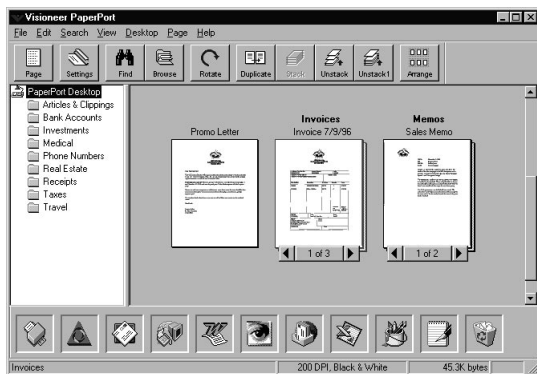 Visioneer PaperPort
File Edit Search View Desktop Page Help
Page Settings Find Browse Rotate Duplicate Stack Unstack Unstack1 Arrange
PaperPort Desktop
Articles & Clippings
Bank Accounts
Investments
Medical
Phone Numbers
Real Estate
Receipts
Taxes
Travel
Promo Letter
Invoices
Invoice 7/9/96
1 of 3
Memos
Sales Memo
1 of 2
Invoices 200 DPI, Black & White 45.3K bytes